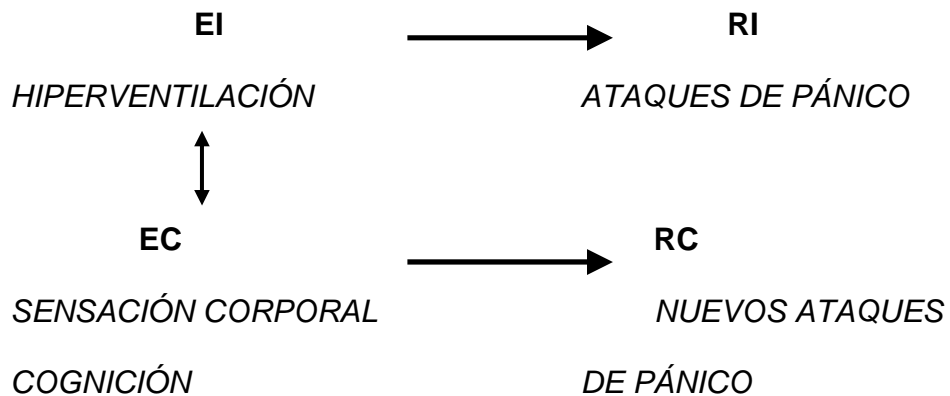 EI RI
HIPERVENTILACIÓN ATAQUES DE PÁNICO
EC RC
SENSACIÓN CORPORAL NUEVOS ATAQUES
COGNICIÓN DE PÁNICO